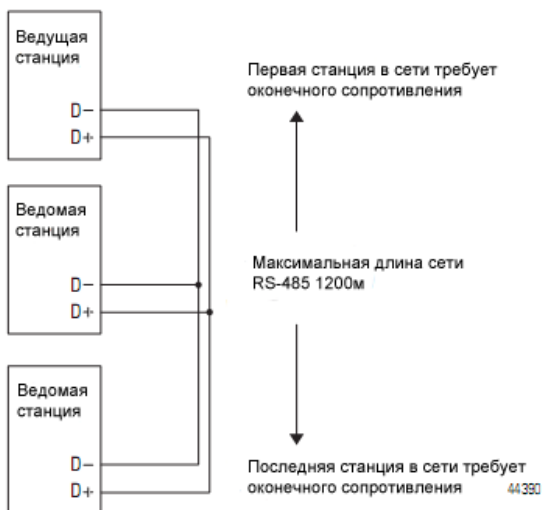 Ведущая
станция
D–
D+
Первая станция в сети требует
оконечного сопротивления
Ведомая
станция
D–
D+
Максимальная длина сети
RS-485 1200м
Ведомая
станция
D–
D+
Последняя станция в сети требует
оконечного сопротивления
44390